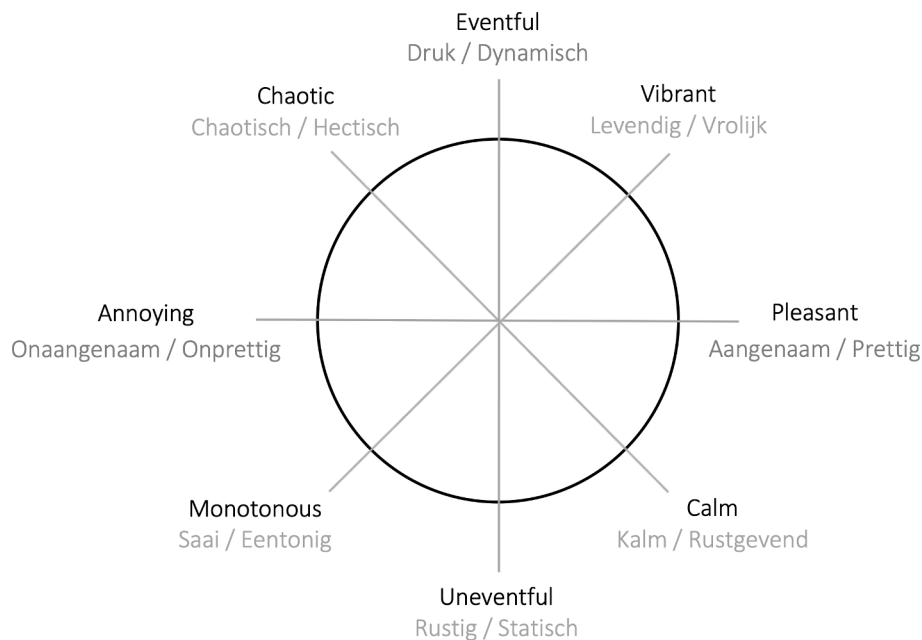 Eventful
Druk / Dynamisch
Chaotic
Chaotisch / Hectisch
Vibrant
Levendig / Vrolijk
Annoying
Onaangenaam / Onprettig
Pleasant
Aangenaam / Prettig
Monotonous
Saai / Eentonig
Calm
Kalm / Rustgevend
Uneventful
Rustig / Statisch